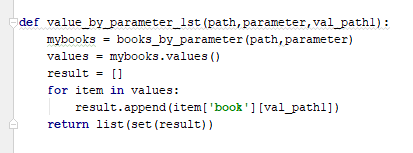 def value_by_parameter_lst(path,parameter,val_path1):
mybooks = books_by_parameter(path,parameter)
values = mybooks.values()
result = []
for item in values:
result.append(item['book'][val_path1])
return list(set(result))